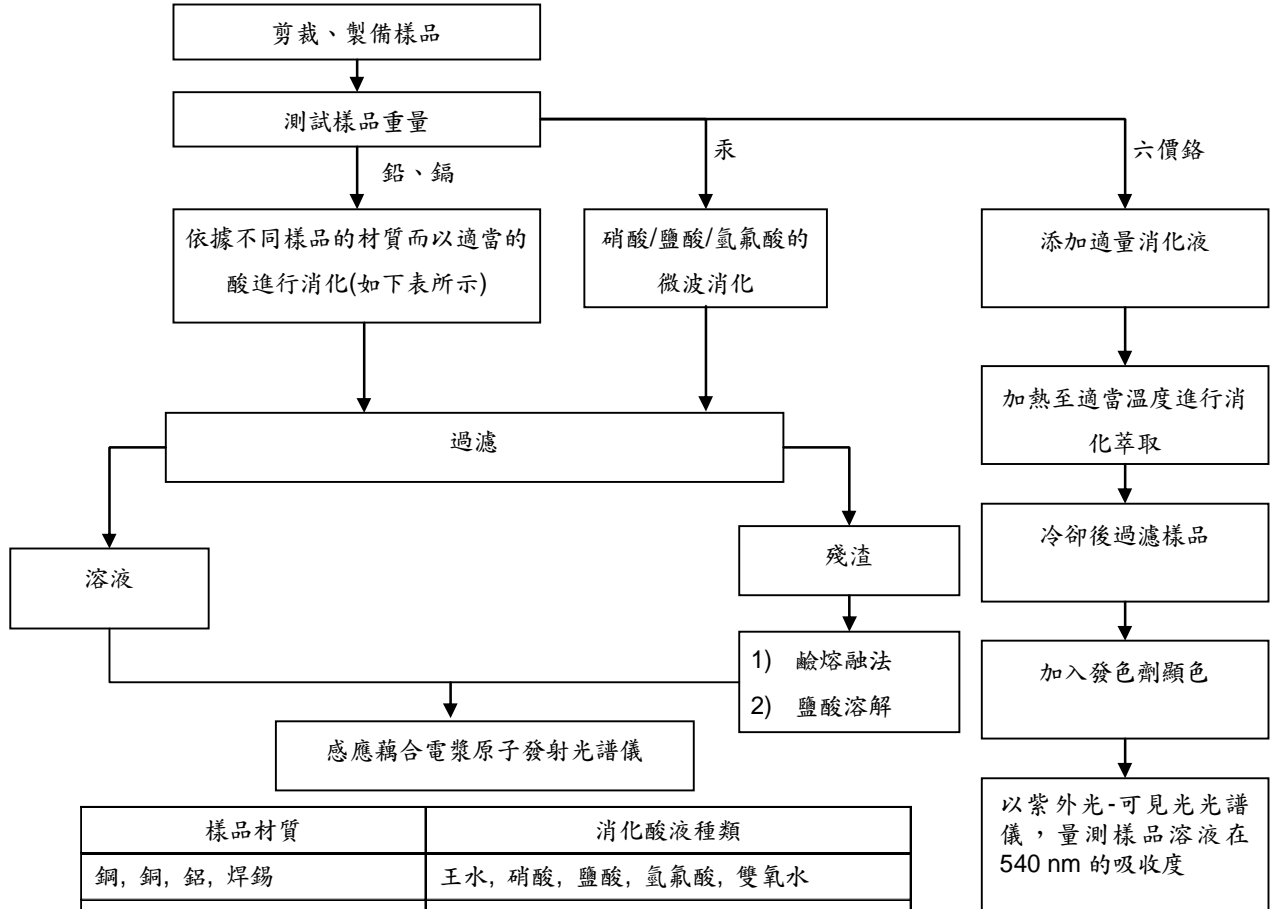 剪裁、製備樣品
測試樣品重量
鉛、鎘
汞
六價鉻
依據不同樣品的材質而以適當的
酸進行消化(如下表所示)
硝酸/鹽酸/氫氟酸的
微波消化
添加適量消化液
加熱至適當溫度進行消
化萃取
過濾
冷卻後過濾樣品
溶液
殘渣
1) 鹼熔融法
2) 鹽酸溶解
加入發色劑顯色
感應藕合電漿原子發射光譜儀
以紫外光-可見光光譜
儀，量測樣品溶液在
540 nm 的吸收度
樣品材質 消化酸液種類
鋼, 銅, 鋁, 焊錫 王水, 硝酸, 鹽酸, 氫氟酸, 雙氧水